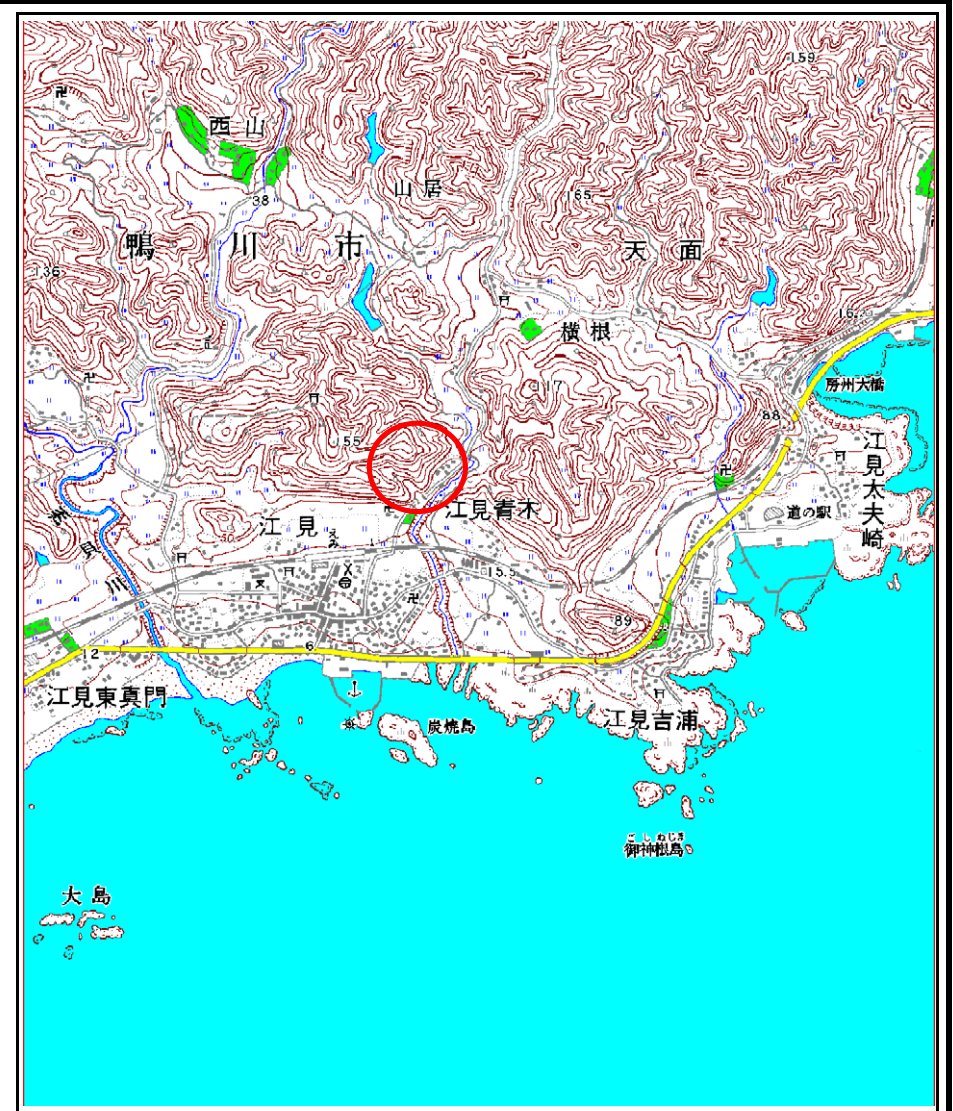 159
西山
山居
38
165
鴨川市
天面
136
162
横根
房州大橋
117
88
155
江見太夫崎
江見青木
道の駅
江見
えみ
15.5
89
12
6
江見東真門
江見吉浦
炭焼島
ごしねじま
御神根島
大島